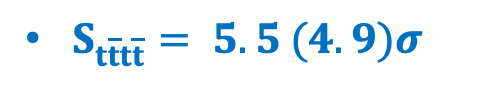 • S_{tt̄tt̄} = 5.5 (4.9)σ